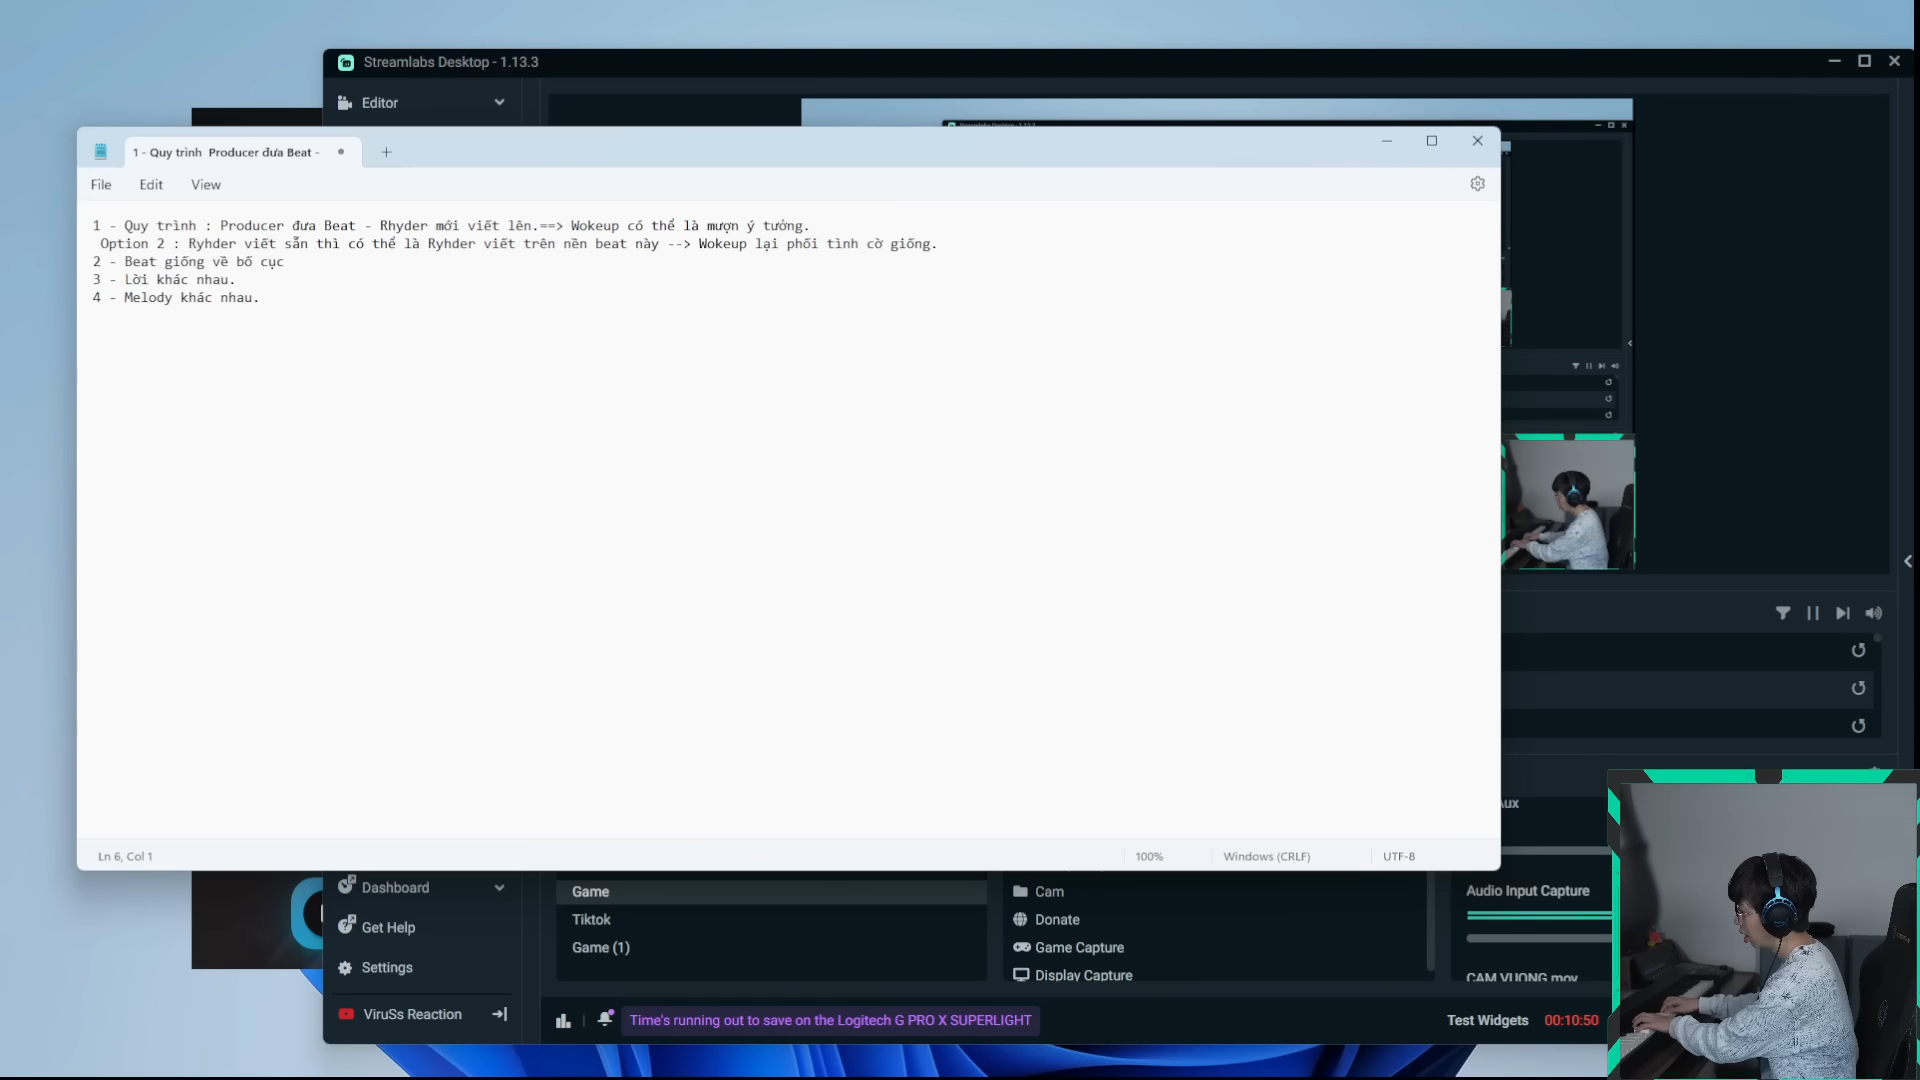 Streamlabs Desktop - 1.13.3
Editor
1 - Quy trình  Producer đưa Beat -
File
Edit
View
1 - Quy trình : Producer đưa Beat - Rhyder mới viết lên.==> Wokeup có thể là mượn ý tưởng.
Option 2 : Ryhder viết sẵn thì có thể là Ryhder viết trên nền beat này --> Wokeup lại phối tình cờ giống.
2 - Beat giống về bố cục
3 - Lời khác nhau.
4 - Melody khác nhau.
Ln 6, Col 1
100%
Windows (CRLF)
UTF-8
Dashboard
Get Help
Settings
ViruSs Reaction
Game
Tiktok
Game (1)
Cam
Donate
Game Capture
Display Capture
Audio Input Capture
CAM VUONG mov
Time's running out to save on the Logitech G PRO X SUPERLIGHT
Test Widgets
00:10:50